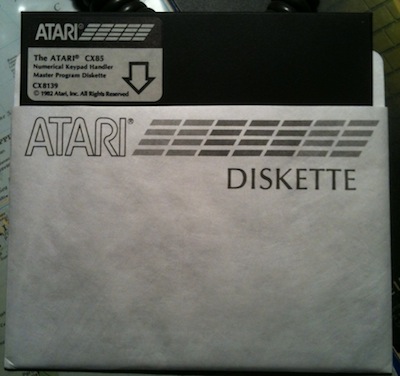 ATARI®
The ATARI® CX85
Numerical Keypad Handler
Master Program Diskette
CX8139
© 1982 Atari, Inc. All Rights Reserved
ATARI®
DISKETTE